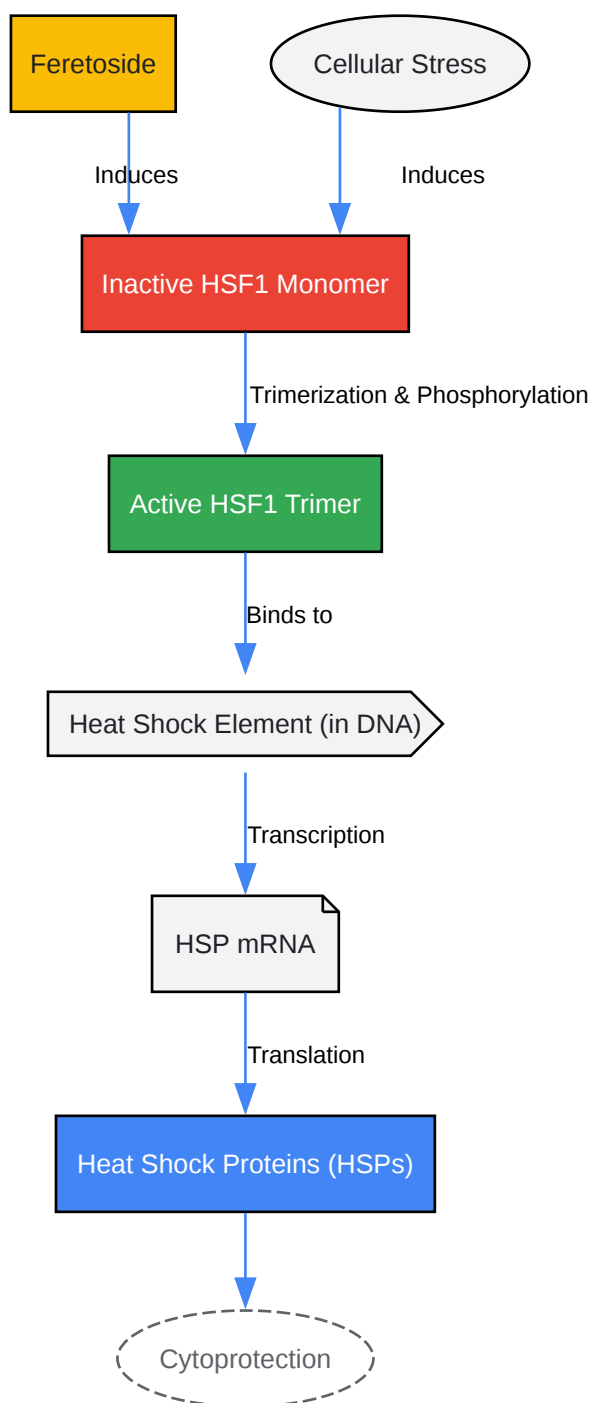 Feretoside
Cellular Stress
Induces
Induces
Inactive HSF1 Monomer
Trimerization & Phosphorylation
Active HSF1 Trimer
Binds to
Heat Shock Element (in DNA)
Transcription
HSP mRNA
Translation
Heat Shock Proteins (HSPs)
Cytoprotection